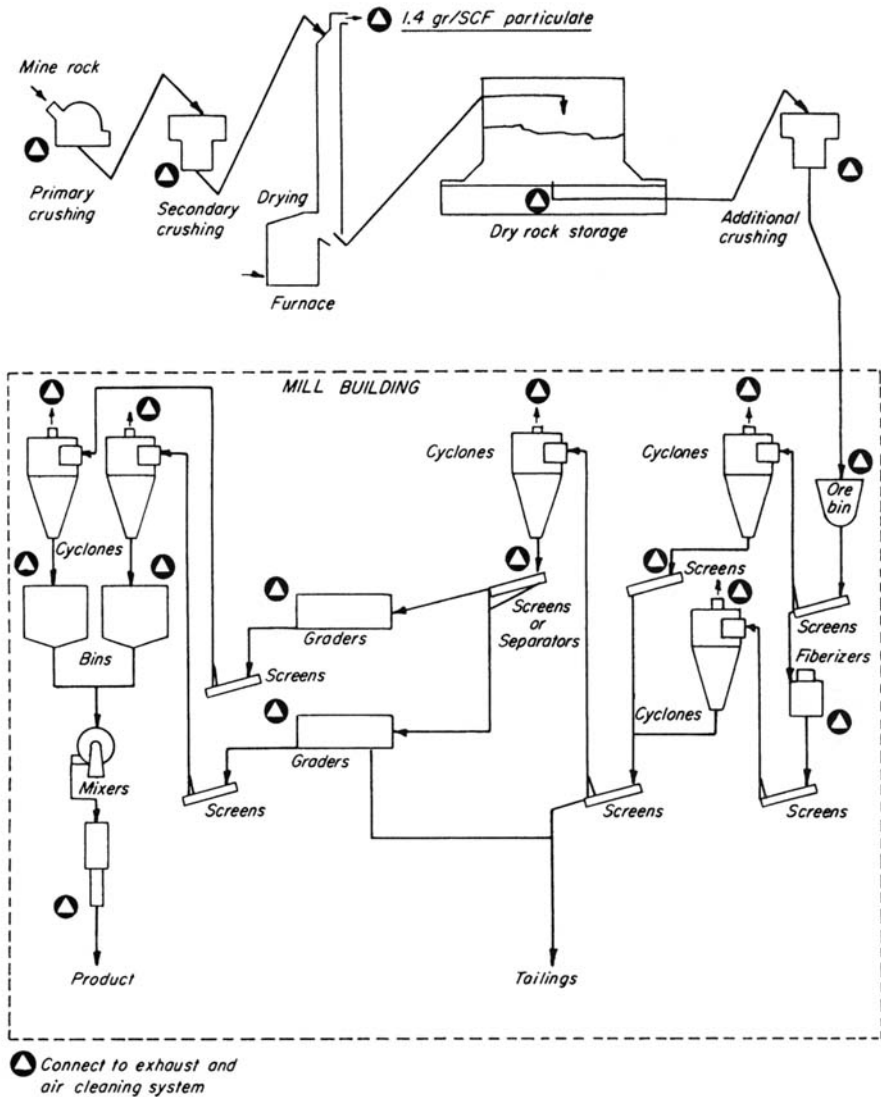 1.4 gr/SCF particulate
Mine rock
Primary
crushing
Secondary
crushing
Drying
Furnace
Dry rock storage
Additional
crushing
MILL BUILDING
Cyclones
Cyclones
Ore
bin
Cyclones
Screens
Screens
or
Separators
Graders
Screens
Bins
Fiberizers
Screens
Cyclones
Graders
Mixers
Screens
Screens
Screens
Product
Tailings
Connect to exhaust and
air cleaning system